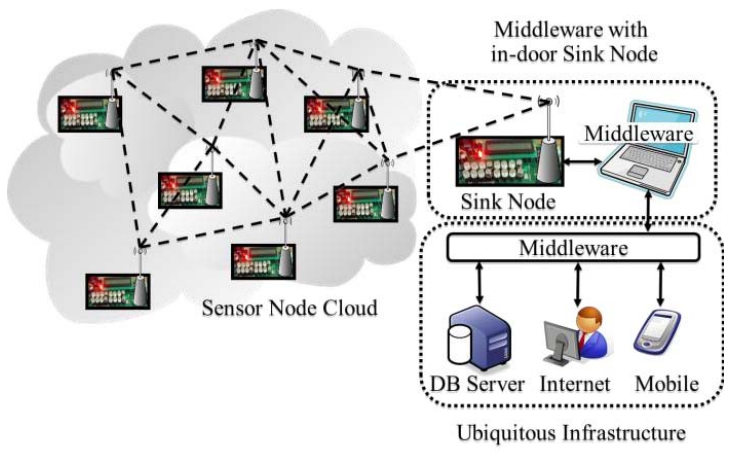 Middleware with
in-door Sink Node
Middleware
Sink Node
Middleware
Sensor Node Cloud
DB Server
Internet
Mobile
Ubiquitous Infrastructure